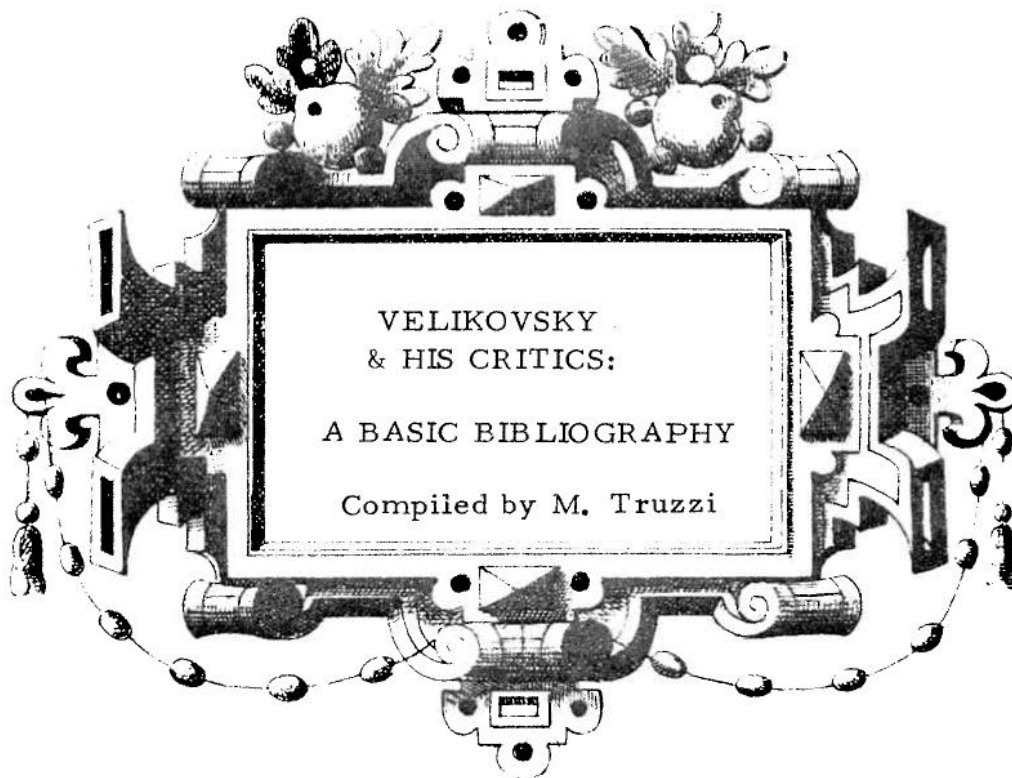 VELIKOVSKY
& HIS CRITICS:
A BASIC BIBLIOGRAPHY
Compiled by M. Truzzi